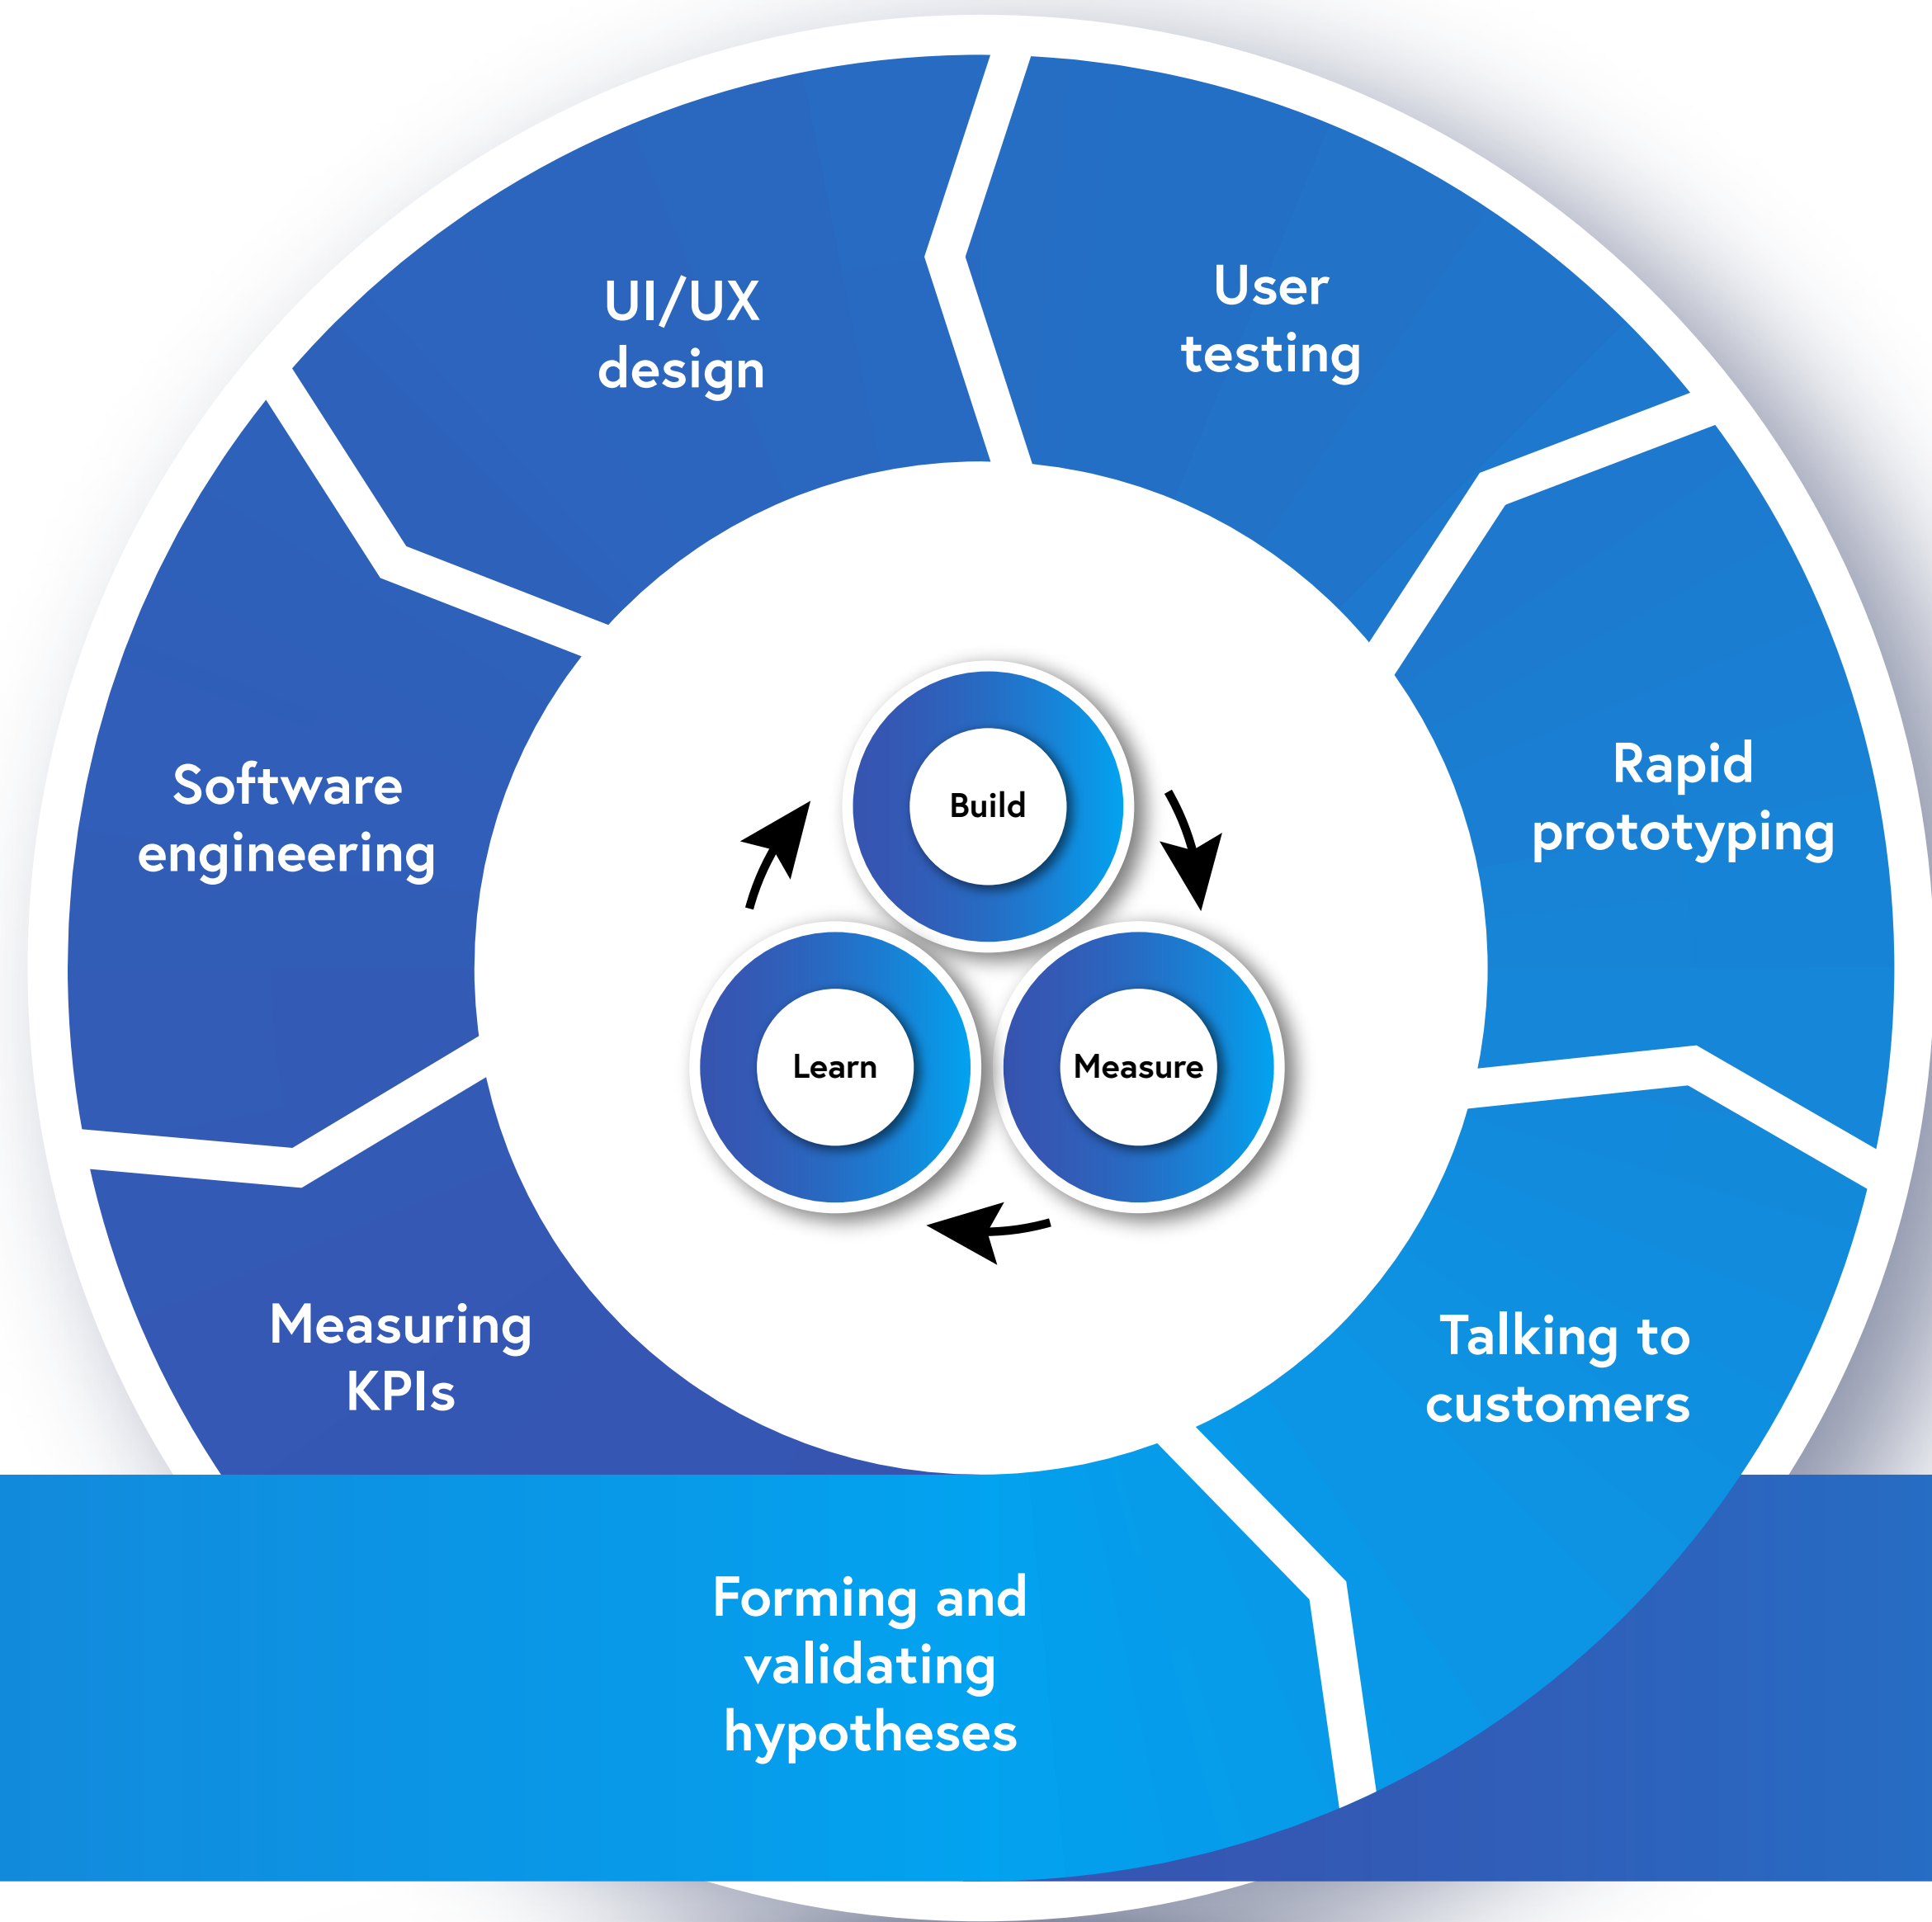 UI/UX
design
User
testing
Rapid
prototyping
Software
engineering
Build
Learn
Measure
Talking to
customers
Measuring
KPIs
Forming and
validating
hypotheses